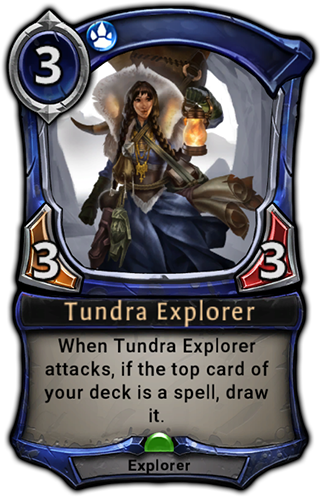 3
3
3
Tundra Explorer
When Tundra Explorer
attacks, if the top card of
your deck is a spell, draw
it.
Explorer